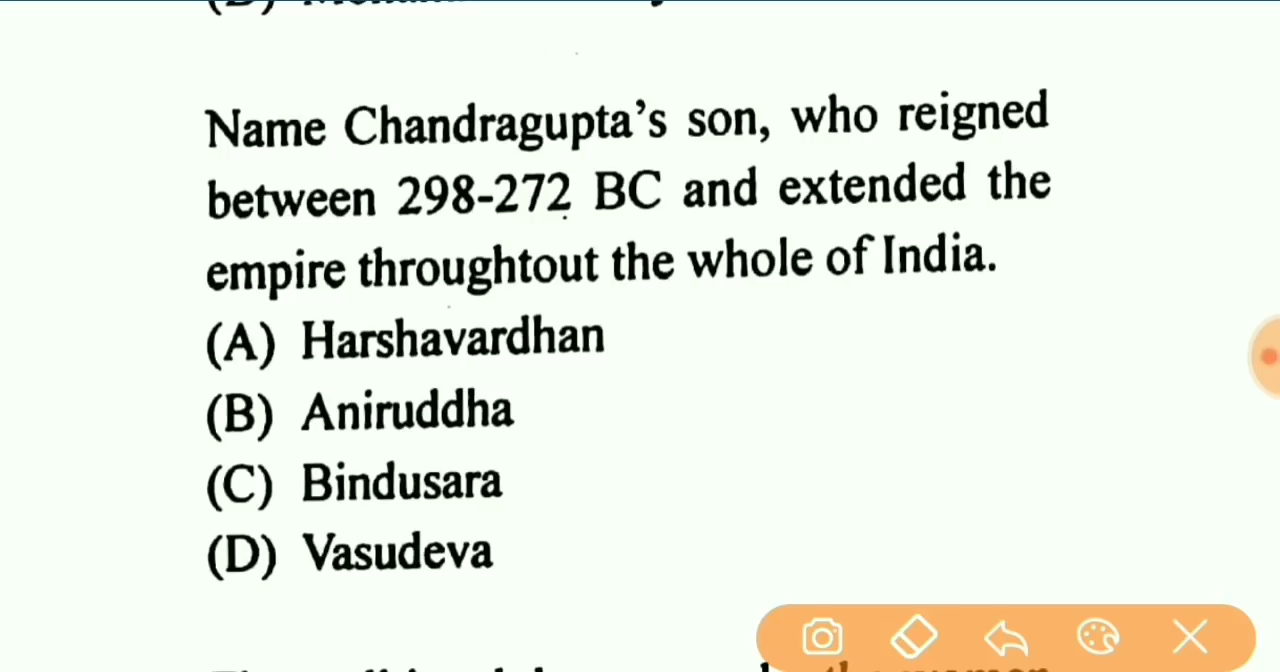 Name Chandragupta’s son, who reigned
between 298-272 BC and extended the
empire throughtout the whole of India.
(A) Harshavardhan
(B) Aniruddha
(C) Bindusara
(D) Vasudeva